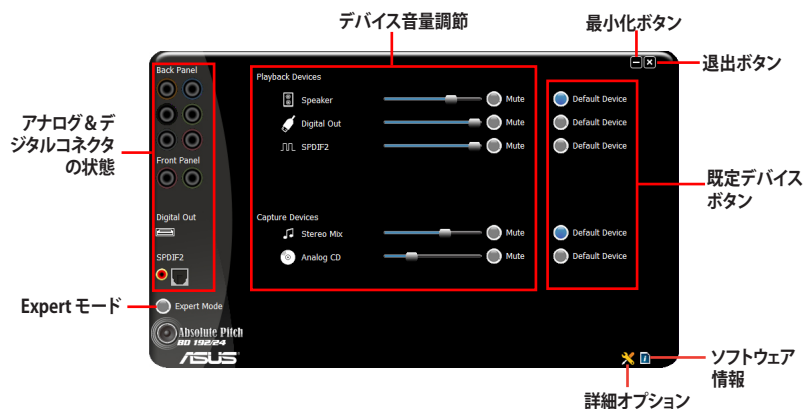 デバイス音量調節
最小化ボタン
退出ボタン
アナログ＆デ
ジタルコネクタ
の状態
既定デバイス
ボタン
Expert モード
ソフトウェア
情報
詳細オプション
Back Panel
Front Panel
Digital Out
SPDIF2
Expert Mode
Absolute Pitch
BD 192/24
ASUS
Playback Devices
Speaker Mute Default Device
Digital Out Mute Default Device
SPDIF2 Mute Default Device
Capture Devices
Stereo Mix Mute Default Device
Analog CD Mute Default Device